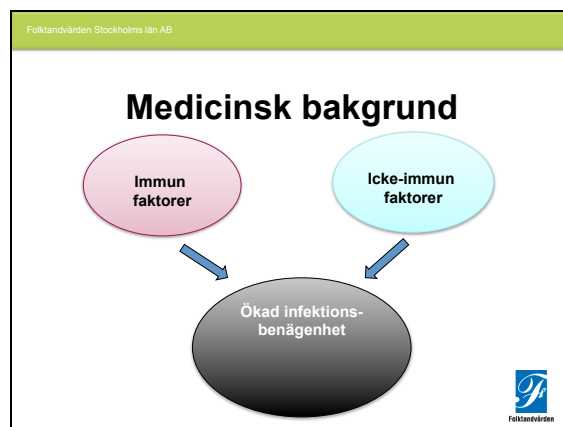 Folktandvården Stockholms län AB
Medicinsk bakgrund
Immun
faktorer
Icke-immun
faktorer
Ökad infektions-
benägenhet
Folktandvården